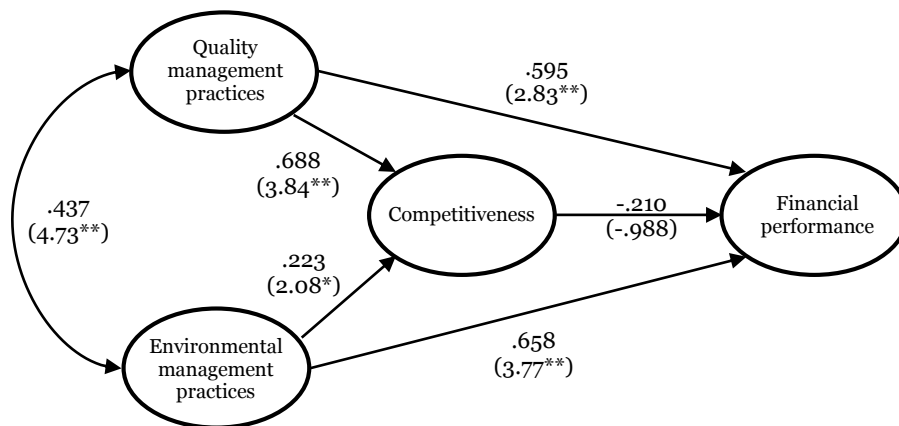 Quality
management
practices
.595
(2.83**)
.688
(3.84**)
.437
(4.73**)
Competitiveness
-.210
(-.988)
Financial
performance
.223
(2.08*)
Environmental
management
practices
.658
(3.77**)